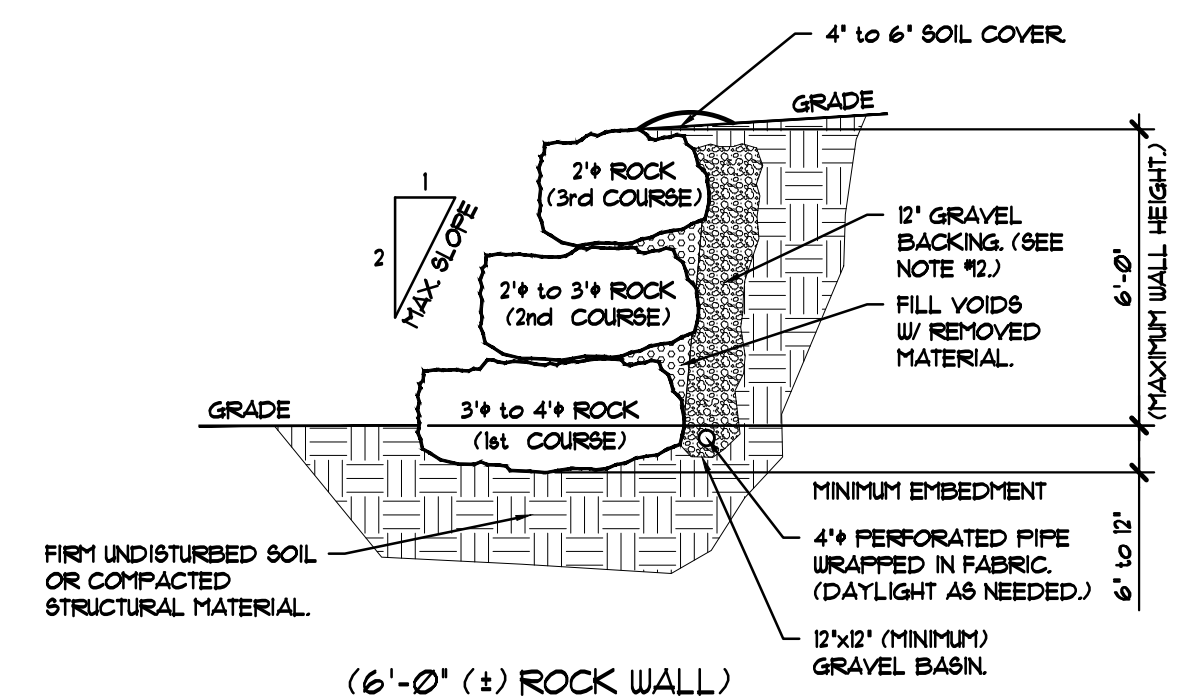 4" to 6" SOIL COVER
GRADE
2'φ ROCK
(3rd COURSE)
1
2
MAX. SLOPE
12" GRAVEL
BACKING. (SEE
NOTE #12.)
2'φ to 3'φ ROCK
(2nd COURSE)
FILL VOIDS
W/ REMOVED
MATERIAL.
6'-0"
(MAXIMUM WALL HEIGHT.)
GRADE
3'φ to 4'φ ROCK
(1st COURSE)
MINIMUM EMBEDMENT
6" to 12"
4"φ PERFORATED PIPE
WRAPPED IN FABRIC.
(DAYLIGHT AS NEEDED.)
FIRM UNDISTURBED SOIL
OR COMPACTED
STRUCTURAL MATERIAL.
12"x12" (MINIMUM)
GRAVEL BASIN.
(6'-0" (±) ROCK WALL)